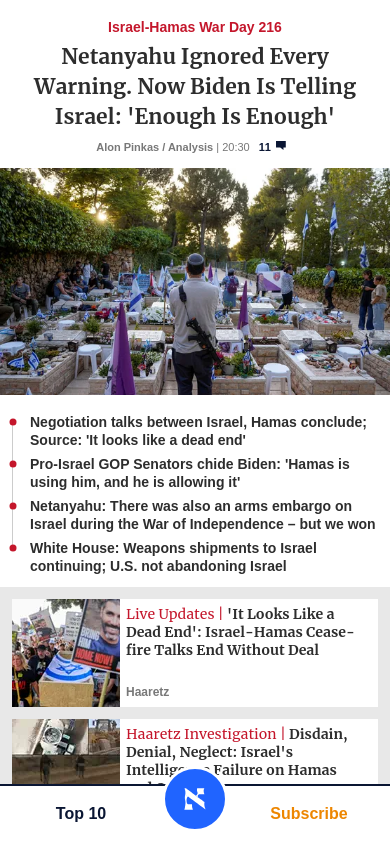 Israel-Hamas War Day 216
Netanyahu Ignored Every
Warning. Now Biden Is Telling
Israel: 'Enough Is Enough'
Alon Pinkas / Analysis | 20:30 11
Negotiation talks between Israel, Hamas conclude;
Source: 'It looks like a dead end'
Pro-Israel GOP Senators chide Biden: 'Hamas is
using him, and he is allowing it'
Netanyahu: There was also an arms embargo on
Israel during the War of Independence – but we won
White House: Weapons shipments to Israel
continuing; U.S. not abandoning Israel
Live Updates | 'It Looks Like a
Dead End': Israel-Hamas Cease-
fire Talks End Without Deal
Haaretz
Haaretz Investigation | Disdain,
Denial, Neglect: Israel's
Failure on Hamas
Top 10
Subscribe